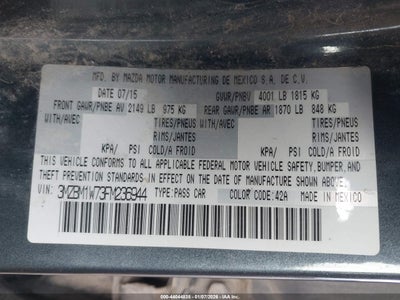 MFD. BY MAZDA MOTOR MANUFACTURING DE MEXICO S.A. DE C.V.
DATE 07/15 GVWR/PNBV 4001 LB 1815 KG
FRONT GAWR/PNBE AV 2149 LB 975 KG REAR GAWR/PNBE AR 1870 LB 848 KG
WITH/AVEC TIRES/PNEUS WITH/AVEC TIRES/PNEUS
RIMS/JANTES RIMS/JANTES
KPA/ PSI COLD/A FROID KPA/ PSI COLD/A FROID
THIS VEHICLE CONFORMS TO ALL APPLICABLE FEDERAL MOTOR VEHICLE SAFETY, BUMPER, AND
THEFT PREVENTION STANDARDS IN EFFECT ON THE DATE OF MANUFACTURE SHOWN ABOVE.
VIN: 3MZBM1W73FM236944 TYPE:PASS CAR COLOR CODE:42A MADE IN MEXICO
000-44044835 - 01/07/2026 - IAA Inc.